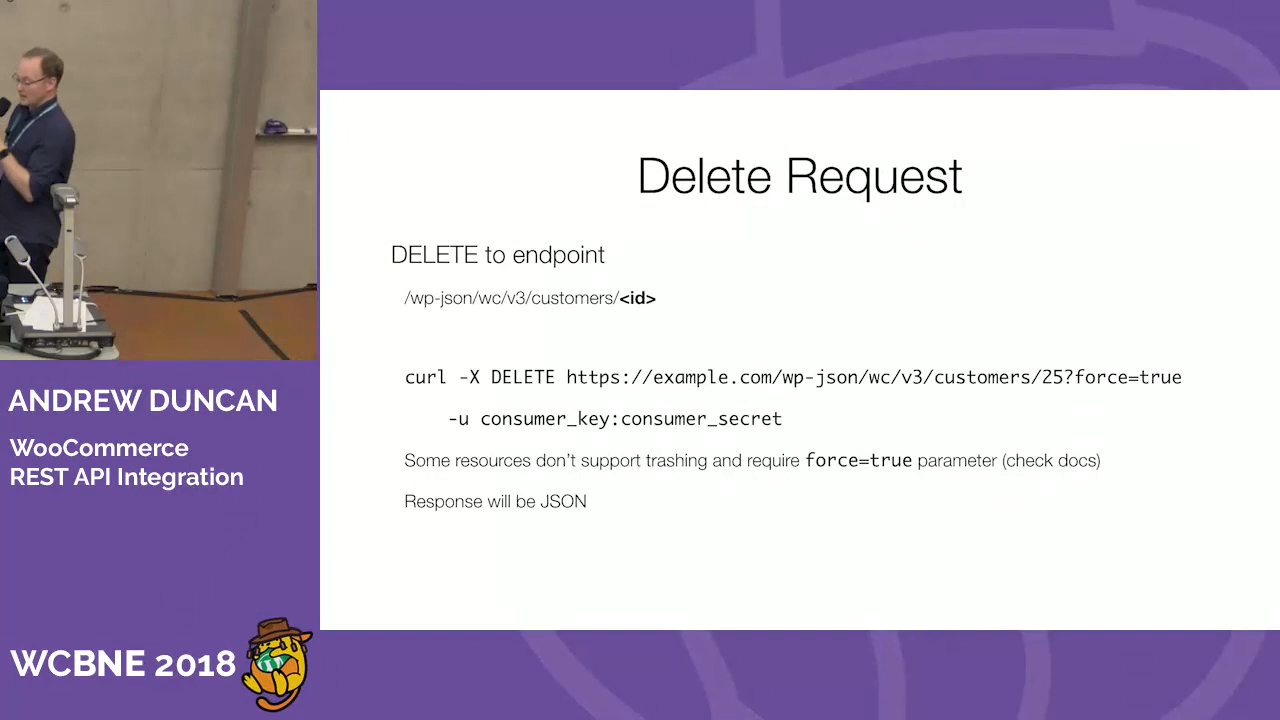 Delete Request
DELETE to endpoint
/wp-json/wc/v3/customers/<id>
curl -X DELETE https://example.com/wp-json/wc/v3/customers/25?force=true
-u consumer_key:consumer_secret
Some resources don't support trashing and require force=true parameter (check docs)
Response will be JSON
ANDREW DUNCAN
WooCommerce
REST API Integration
WCBNE 2018